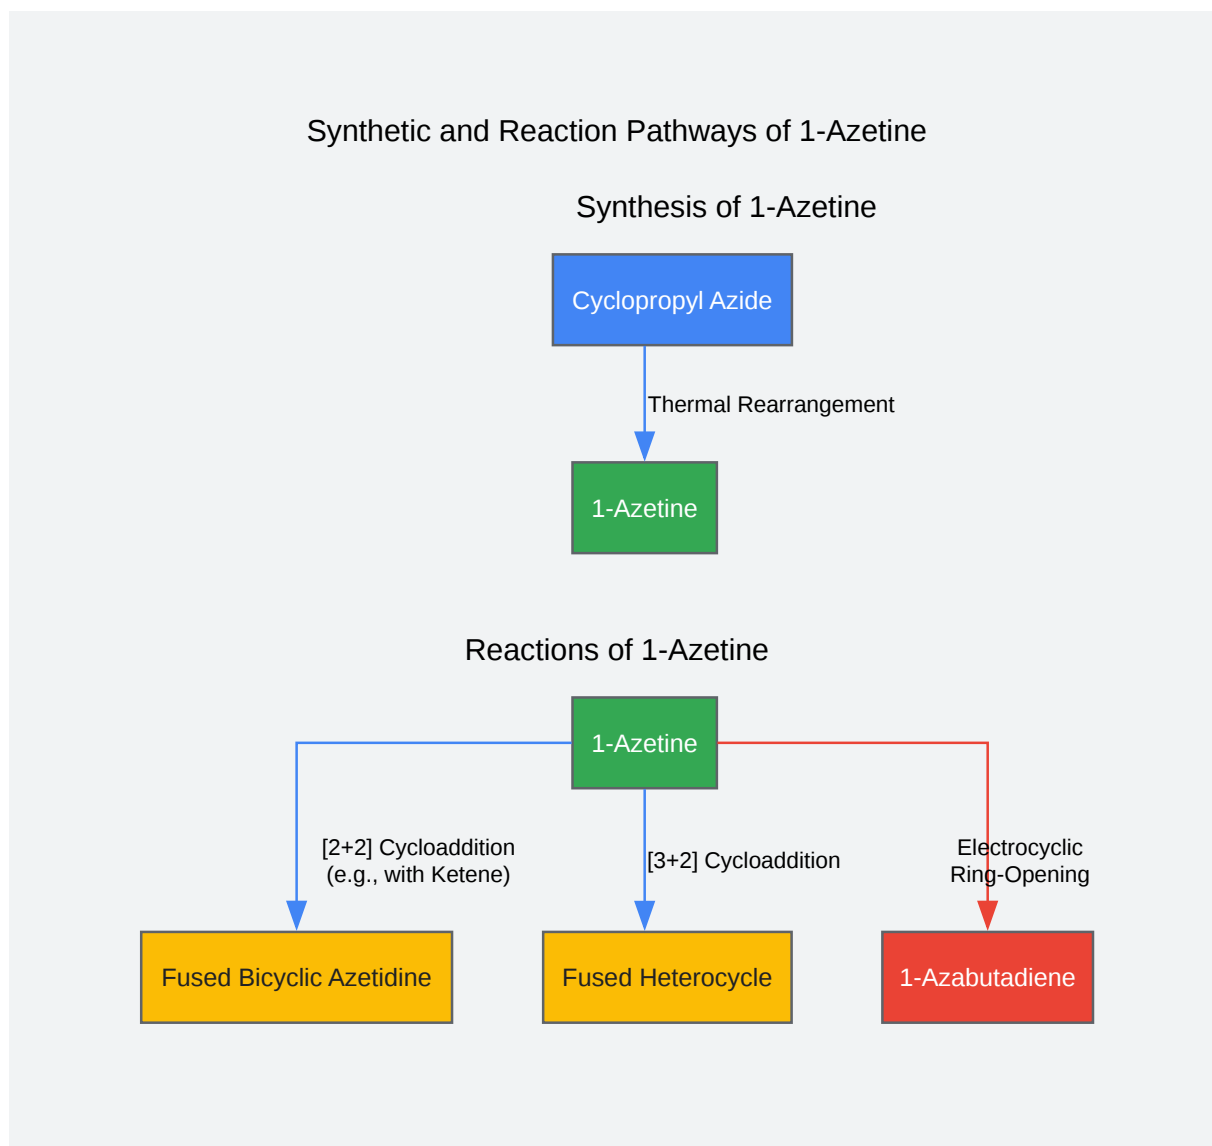 Synthetic and Reaction Pathways of 1-Azetine
Synthesis of 1-Azetine
Cyclopropyl Azide
Thermal Rearrangement
1-Azetine
Reactions of 1-Azetine
1-Azetine
[2+2] Cycloaddition
(e.g., with Ketene)
[3+2] Cycloaddition
Electrocyclic
Ring-Opening
Fused Bicyclic Azetidine
Fused Heterocycle
1-Azabutadiene